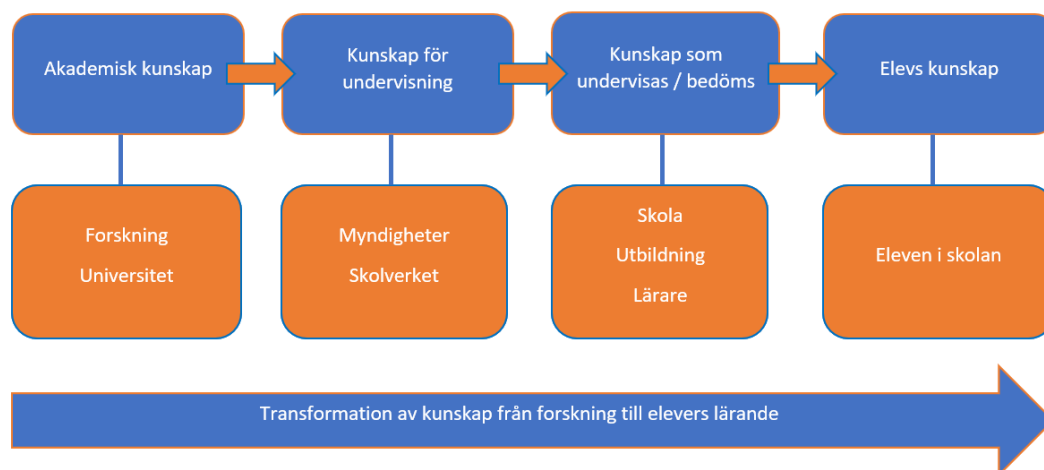 Akademisk kunskap
Kunskap för
undervisning
Kunskap som
undervisas / bedöms
Elevs kunskap
Forskning
Universitet
Myndigheter
Skolverket
Skola
Utbildning
Lärare
Eleven i skolan
Transformation av kunskap från forskning till elevers lärande